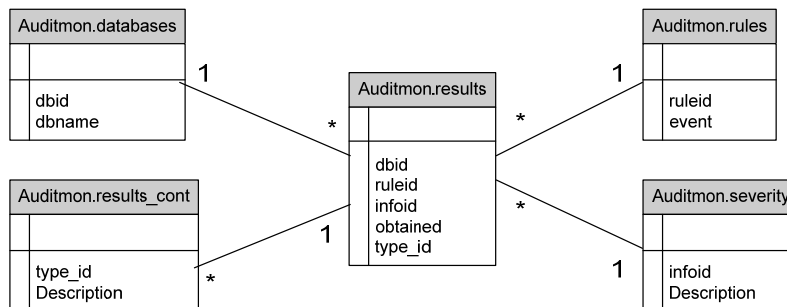 Auditmon.databases
dbid
dbname
1
*
Auditmon.results
dbid
ruleid
infoid
obtained
type_id
Auditmon.rules
ruleid
event
1
*
Auditmon.results_cont
type_id
Description
1
*
Auditmon.severity
infoid
Description
*
1